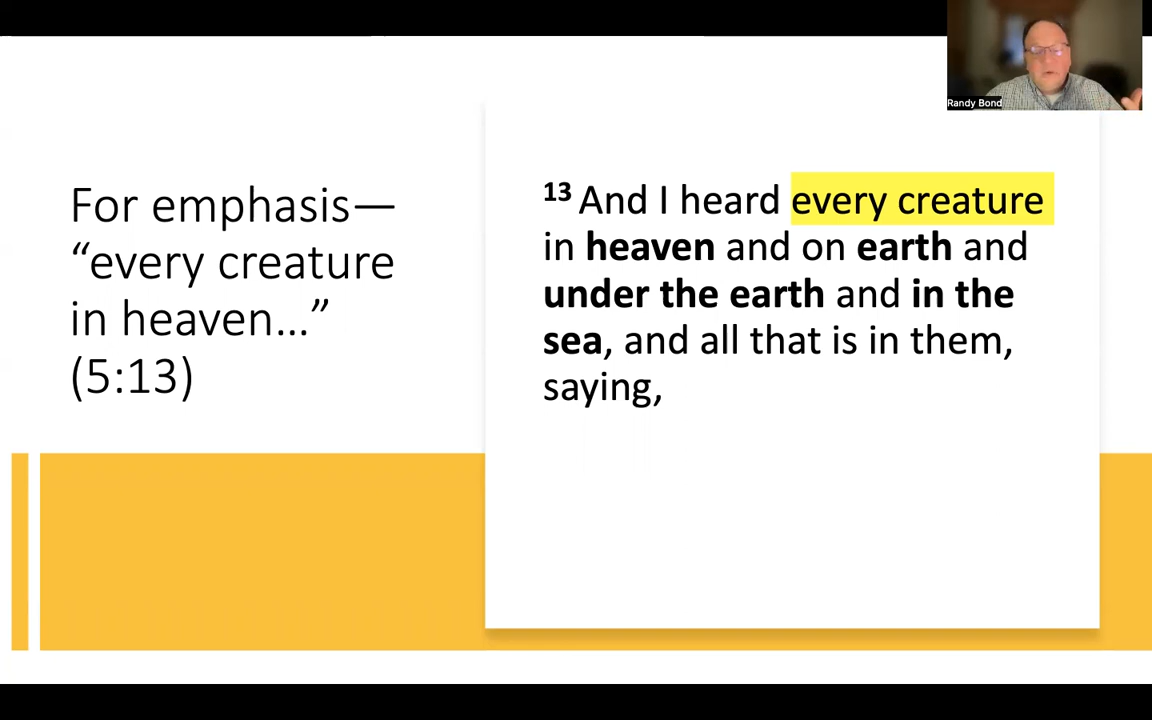 Randy Bond
For emphasis—
“every creature
in heaven…”
(5:13)
13 And I heard every creature
in heaven and on earth and
under the earth and in the
sea, and all that is in them,
saying,